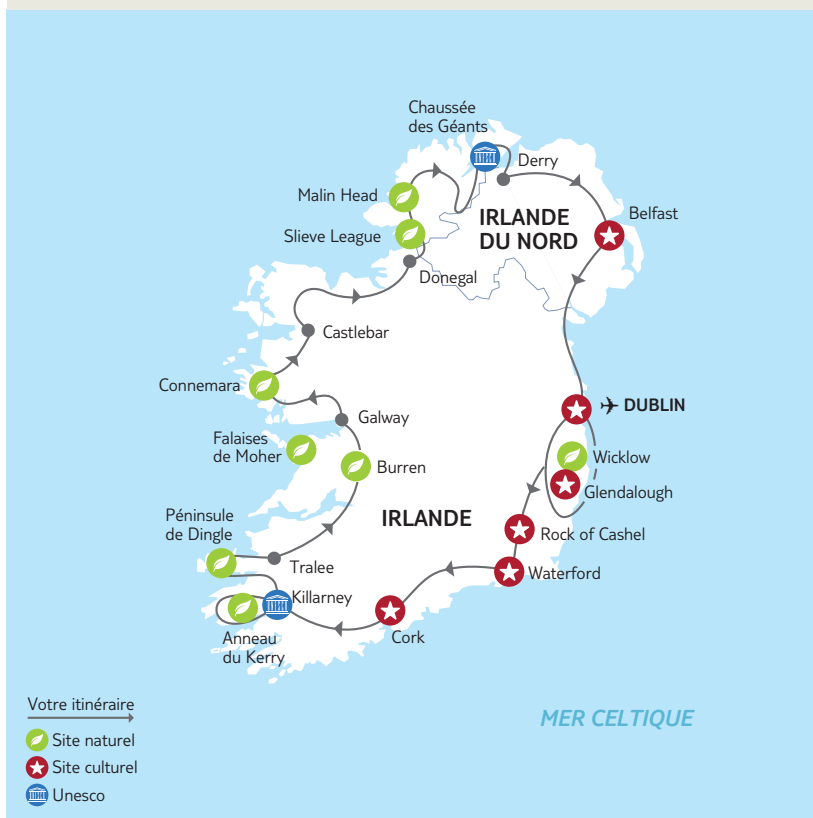 Chaussée
des Géants
Derry
Malin Head
Belfast
IRLANDE
DU NORD
Slieve League
Donegal
Castlebar
Connemara
DUBLIN
Galway
Falaises
de Moher
Wicklow
Burren
Glendalough
Péninsule
de Dingle
IRLANDE
Rock of Cashel
Tralee
Waterford
Killarney
Anneau
du Kerry
Cork
Votre itinéraire
MER CELTIQUE
Site naturel
Site culturel
Unesco